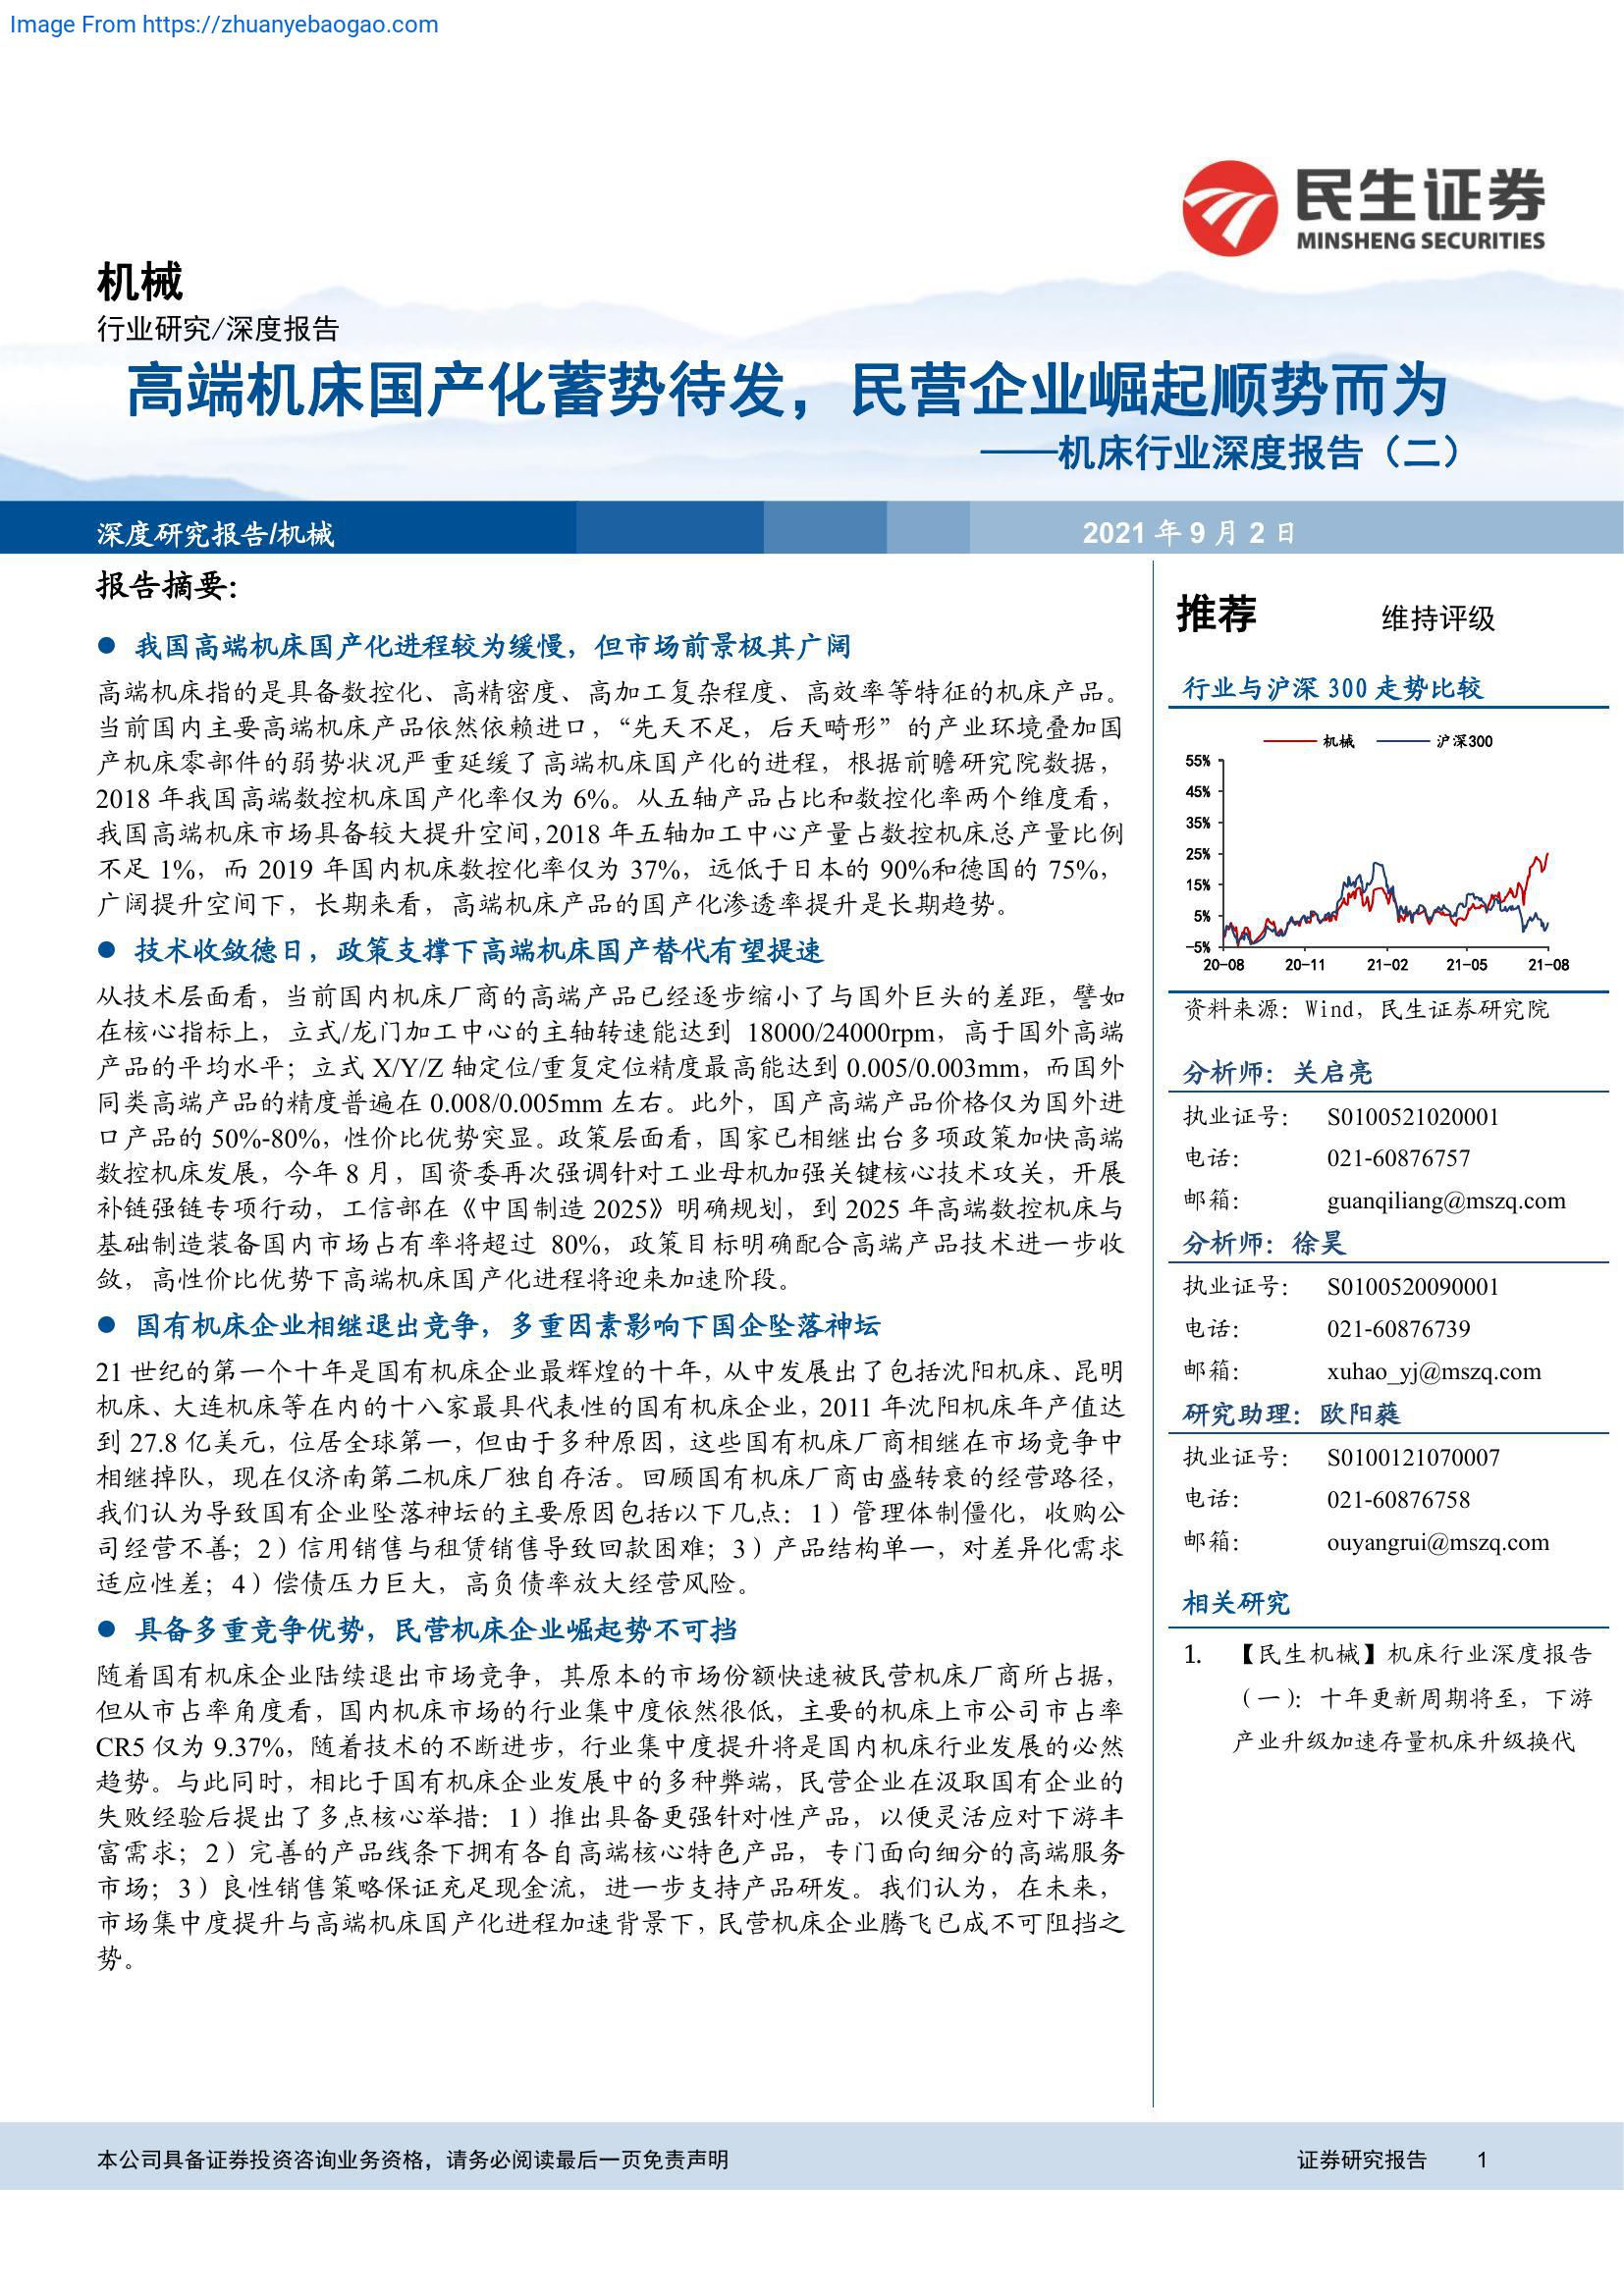 Image From https://zhuanyebaogao.com
民生证券
MINSHENG SECURITIES
机械
行业研究/深度报告
高端机床国产化蓄势待发，民营企业崛起顺势而为
——机床行业深度报告（二）
深度研究报告/机械
2021 年 9 月 2 日
报告摘要：
● 我国高端机床国产化进程较为缓慢，但市场前景极其广阔
高端机床指的是具备数控化、高精密度、高加工复杂程度、高效率等特征的机床产品。
当前国内主要高端机床产品依然依赖进口，“先天不足，后天畸形”的产业环境叠加国
产机床零部件的弱势状况严重延缓了高端机床国产化的进程，根据前瞻研究院数据，
2018 年我国高端数控机床国产化率仅为 6%。从五轴产品占比和数控化率两个维度看，
我国高端机床市场具备较大提升空间，2018 年五轴加工中心产量占数控机床总产量比例
不足 1%，而 2019 年国内机床数控化率仅为 37%，远低于日本的 90%和德国的 75%，
广阔提升空间下，长期来看，高端机床产品的国产化渗透率提升是长期趋势。
● 技术收敛德日，政策支撑下高端机床国产替代有望提速
从技术层面看，当前国内机床厂商的高端产品已经逐步缩小了与国外巨头的差距，譬如
在核心指标上，立式/龙门加工中心的主轴转速能达到 18000/24000rpm，高于国外高端
产品的平均水平；立式 X/Y/Z 轴定位/重复定位精度最高能达到 0.005/0.003mm，而国外
同类高端产品的精度普遍在 0.008/0.005mm 左右。此外，国产高端产品价格仅为国外进
口产品的 50%-80%，性价比优势突显。政策层面看，国家已相继出台多项政策加快高端
数控机床发展，今年 8 月，国资委再次强调针对工业母机加强关键核心技术攻关，开展
补链强链专项行动，工信部在《中国制造 2025》明确规划，到 2025 年高端数控机床与
基础制造装备国内市场占有率将超过 80%，政策目标明确配合高端产品技术进一步收
敛，高性价比优势下高端机床国产化进程将迎来加速阶段。
● 国有机床企业相继退出竞争，多重因素影响下国企坠落神坛
21 世纪的第一个十年是国有机床企业最辉煌的十年，从中发展出了包括沈阳机床、昆明
机床、大连机床等在内的十八家最具代表性的国有机床企业，2011 年沈阳机床年产值达
到 27.8 亿美元，位居全球第一，但由于多种原因，这些国有机床厂商相继在市场竞争中
相继掉队，现在仅济南第二机床厂独自存活。回顾国有机床厂商由盛转衰的经营路径，
我们认为导致国有企业坠落神坛的主要原因包括以下几点：1）管理体制僵化，收购公
司经营不善；2）信用销售与租赁销售导致回款困难；3）产品结构单一，对差异化需求
适应性差；4）偿债压力巨大，高负债率放大经营风险。
● 具备多重竞争优势，民营机床企业崛起势不可挡
随着国有机床企业陆续退出市场竞争，其原本的市场份额快速被民营机床厂商所占据，
但从市占率角度看，国内机床市场的行业集中度依然很低，主要的机床上市公司市占率
CR5 仅为 9.37%，随着技术的不断进步，行业集中度提升将是国内机床行业发展的必然
趋势。与此同时，相比于国有机床企业发展中的多种弊端，民营企业在汲取国有企业的
失败经验后提出了多点核心举措：1）推出具备更强针对性产品，以便灵活应对下游丰
富需求；2）完善的产品线条下拥有各自高端核心特色产品，专门面向细分的高端服务
市场；3）良性销售策略保证充足现金流，进一步支持产品研发。我们认为，在未来，
市场集中度提升与高端机床国产化进程加速背景下，民营机床企业腾飞已成不可阻挡之
势。
推荐 维持评级
行业与沪深 300 走势比较
机械 沪深300
55%
45%
35%
25%
15%
5%
-5%
20-08 20-11 21-02 21-05 21-08
资料来源：Wind，民生证券研究院
分析师：关启亮
执业证号： S0100521020001
电话： 021-60876757
邮箱： guanqiliang@mszq.com
分析师：徐昊
执业证号： S0100520090001
电话： 021-60876739
邮箱： xuhao_yj@mszq.com
研究助理：欧阳蕤
执业证号： S0100121070007
电话： 021-60876758
邮箱： ouyangrui@mszq.com
相关研究
1. 【民生机械】机床行业深度报告
（一）：十年更新周期将至，下游
产业升级加速存量机床升级换代
本公司具备证券投资咨询业务资格，请务必阅读最后一页免责声明
证券研究报告 1